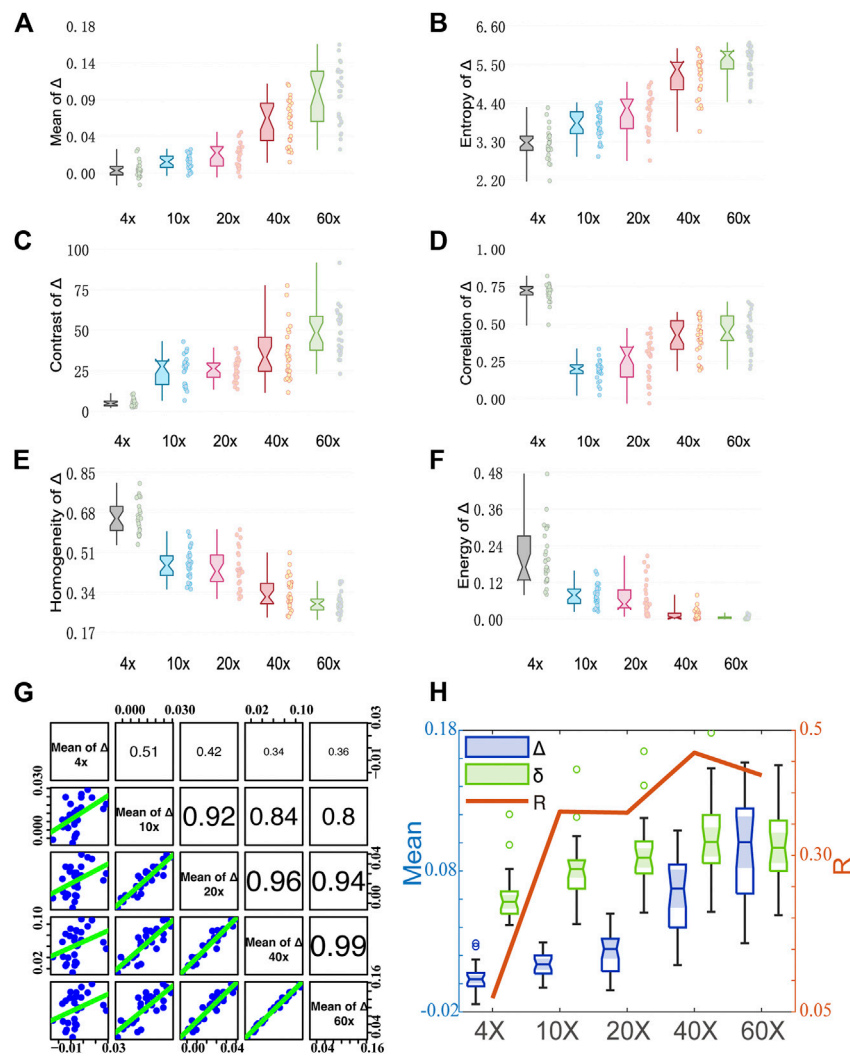 A
Mean of Δ
0.18
0.14
0.09
0.04
0.00
4x 10x 20x 40x 60x
B
Entropy of Δ
6.60
5.50
4.40
3.30
2.20
4x 10x 20x 40x 60x
C
Contrast of Δ
100
75
50
25
0
4x 10x 20x 40x 60x
D
Correlation of Δ
1.00
0.75
0.50
0.25
0.00
4x 10x 20x 40x 60x
E
Homogeneity of Δ
0.85
0.68
0.51
0.34
0.17
4x 10x 20x 40x 60x
F
Energy of Δ
0.48
0.36
0.24
0.12
0.00
4x 10x 20x 40x 60x
G
0.000 0.030 0.02 0.10
Mean of Δ
4x
0.51 0.42 0.34 0.36
-0.01 0.03
0.000 0.030
Mean of Δ
10x
0.92 0.84 0.8
Mean of Δ
20x
0.96 0.94
0.00 0.04
0.02 0.10
Mean of Δ
40x
0.99
Mean of Δ
60x
0.04 0.16
-0.01 0.03 0.00 0.04 0.04 0.16
H
Mean
0.18
0.08
-0.02
Δ
δ
R
0.5
0.30
0.05
R
4X 10X 20X 40X 60X